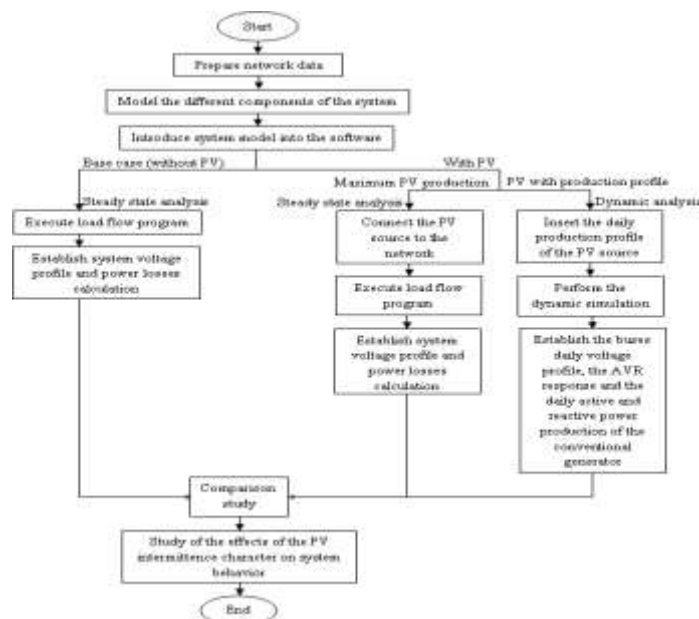 Start
Prepare network data
Model the different components of the system
Introduce system model into the software
Base case (without PV)
With PV
Maximum PV production
PV with production profile
Steady state analysis
Steady state analysis
Dynamic analysis
Execute load flow program
Establish system voltage
profile and power losses
calculation
Connect the PV
source to the
network
Execute load flow
program
Establish system
voltage profile and
power losses
calculation
Insert the daily
production profile
of the PV source
Perform the
dynamic simulation
Establish the buses
daily voltage
profile, the AVR
response and the
daily active and
reactive power
production of the
conventional
generator
Comparison
study
Study of the effects of the PV
intermittence character on system
behavior
End